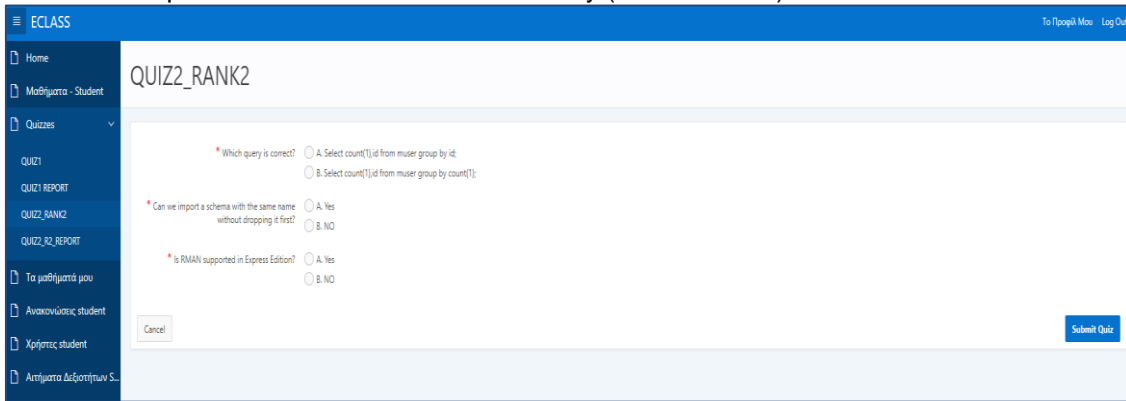 ECLASS
Το Προφίλ Μου Log Out
Home
Μαθήματα - Student
Quizzes
QUIZ1
QUIZ1 REPORT
QUIZ2_RANK2
QUIZ2_R2_REPORT
Τα μαθήματά μου
Ανακοινώσεις student
Χρήστες student
Αιτήματα Δεξιοτήτων S...
QUIZ2_RANK2
* Which query is correct?
A. Select count(1),id from muser group by id;
B. Select count(1),id from muser group by count(1);
* Can we import a schema with the same name
without dropping it first?
A. Yes
B. NO
* Is RMAN supported in Express Edition?
A. Yes
B. NO
Cancel
Submit Quiz